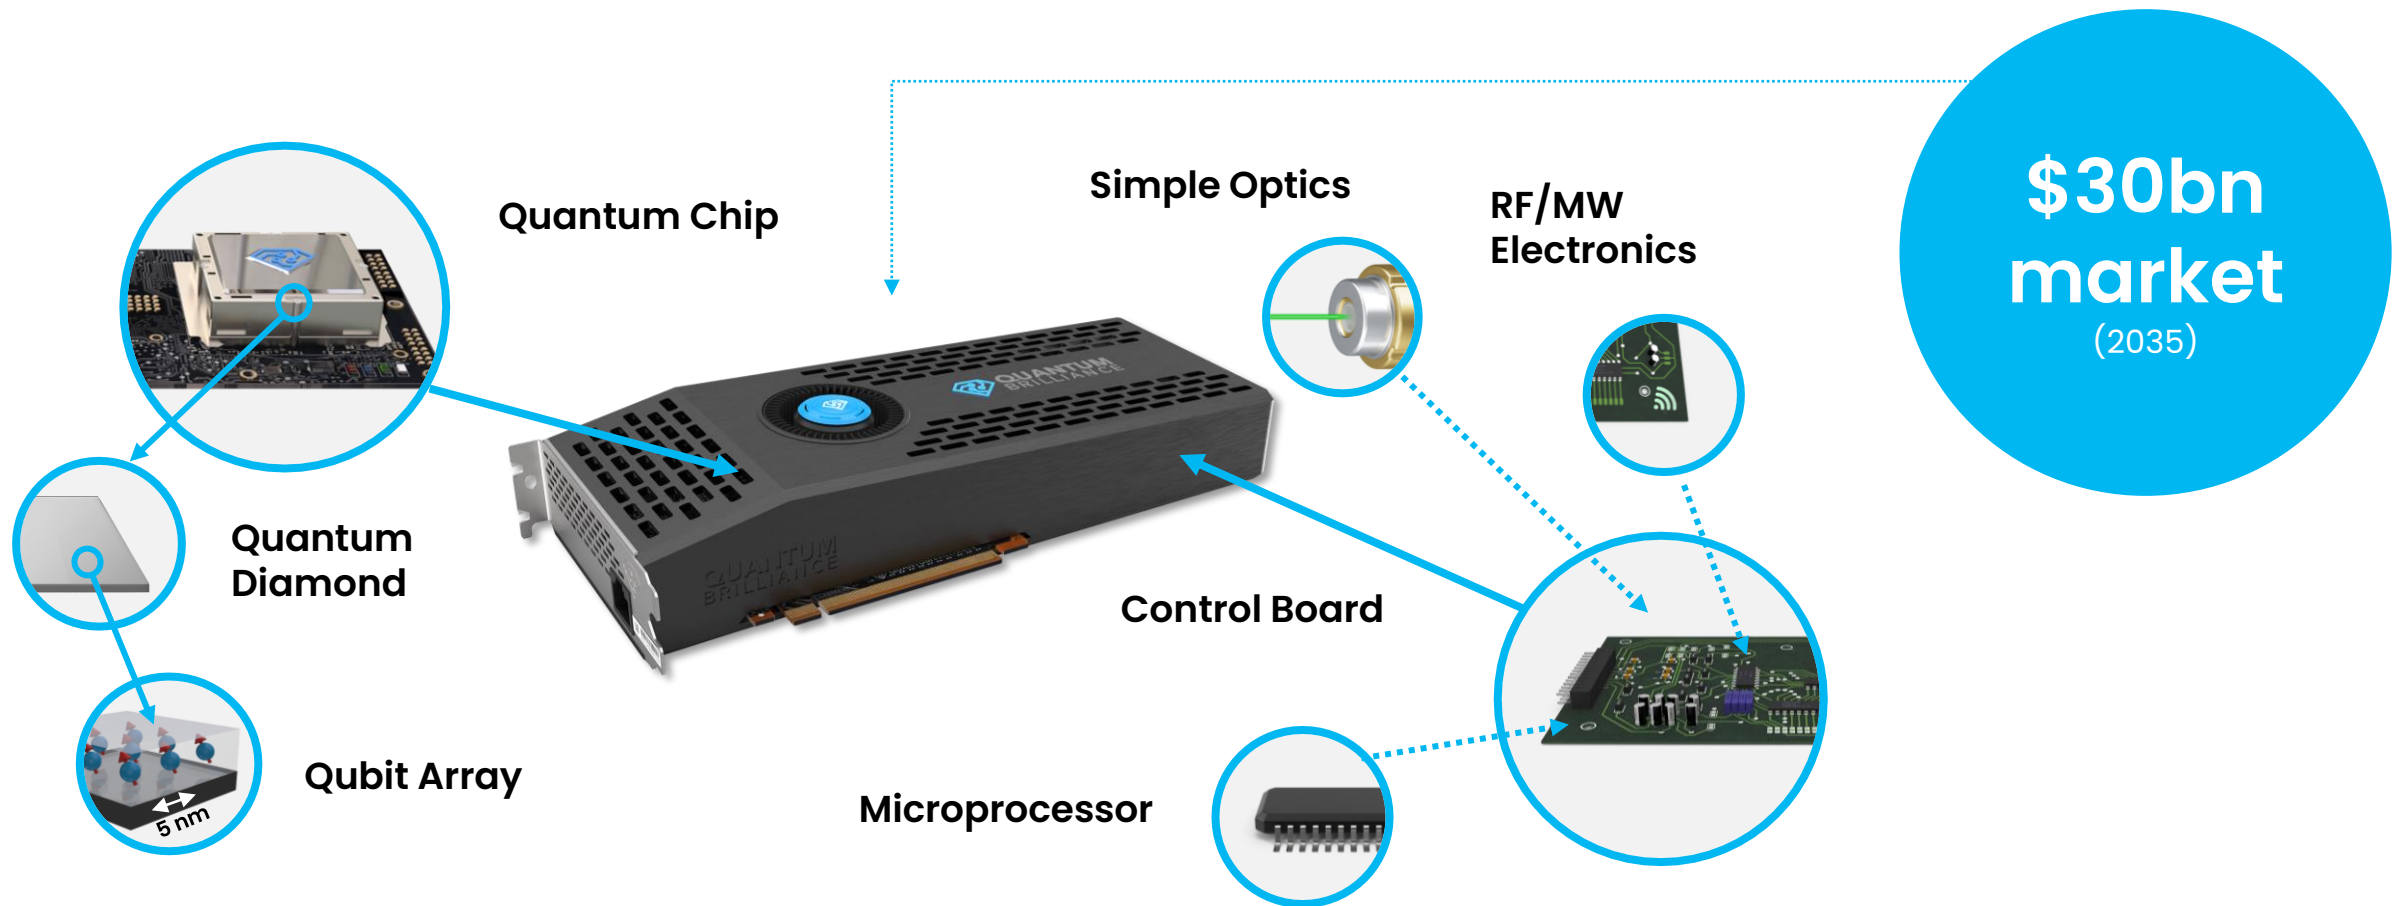 $30bn
market
(2035)
Simple Optics
RF/MW
Electronics
Quantum Chip
QUANTUM
BRILLIANCE
Quantum
Diamond
QUANTUM
BRILLIANCE
Control Board
Qubit Array
5 nm
Microprocessor